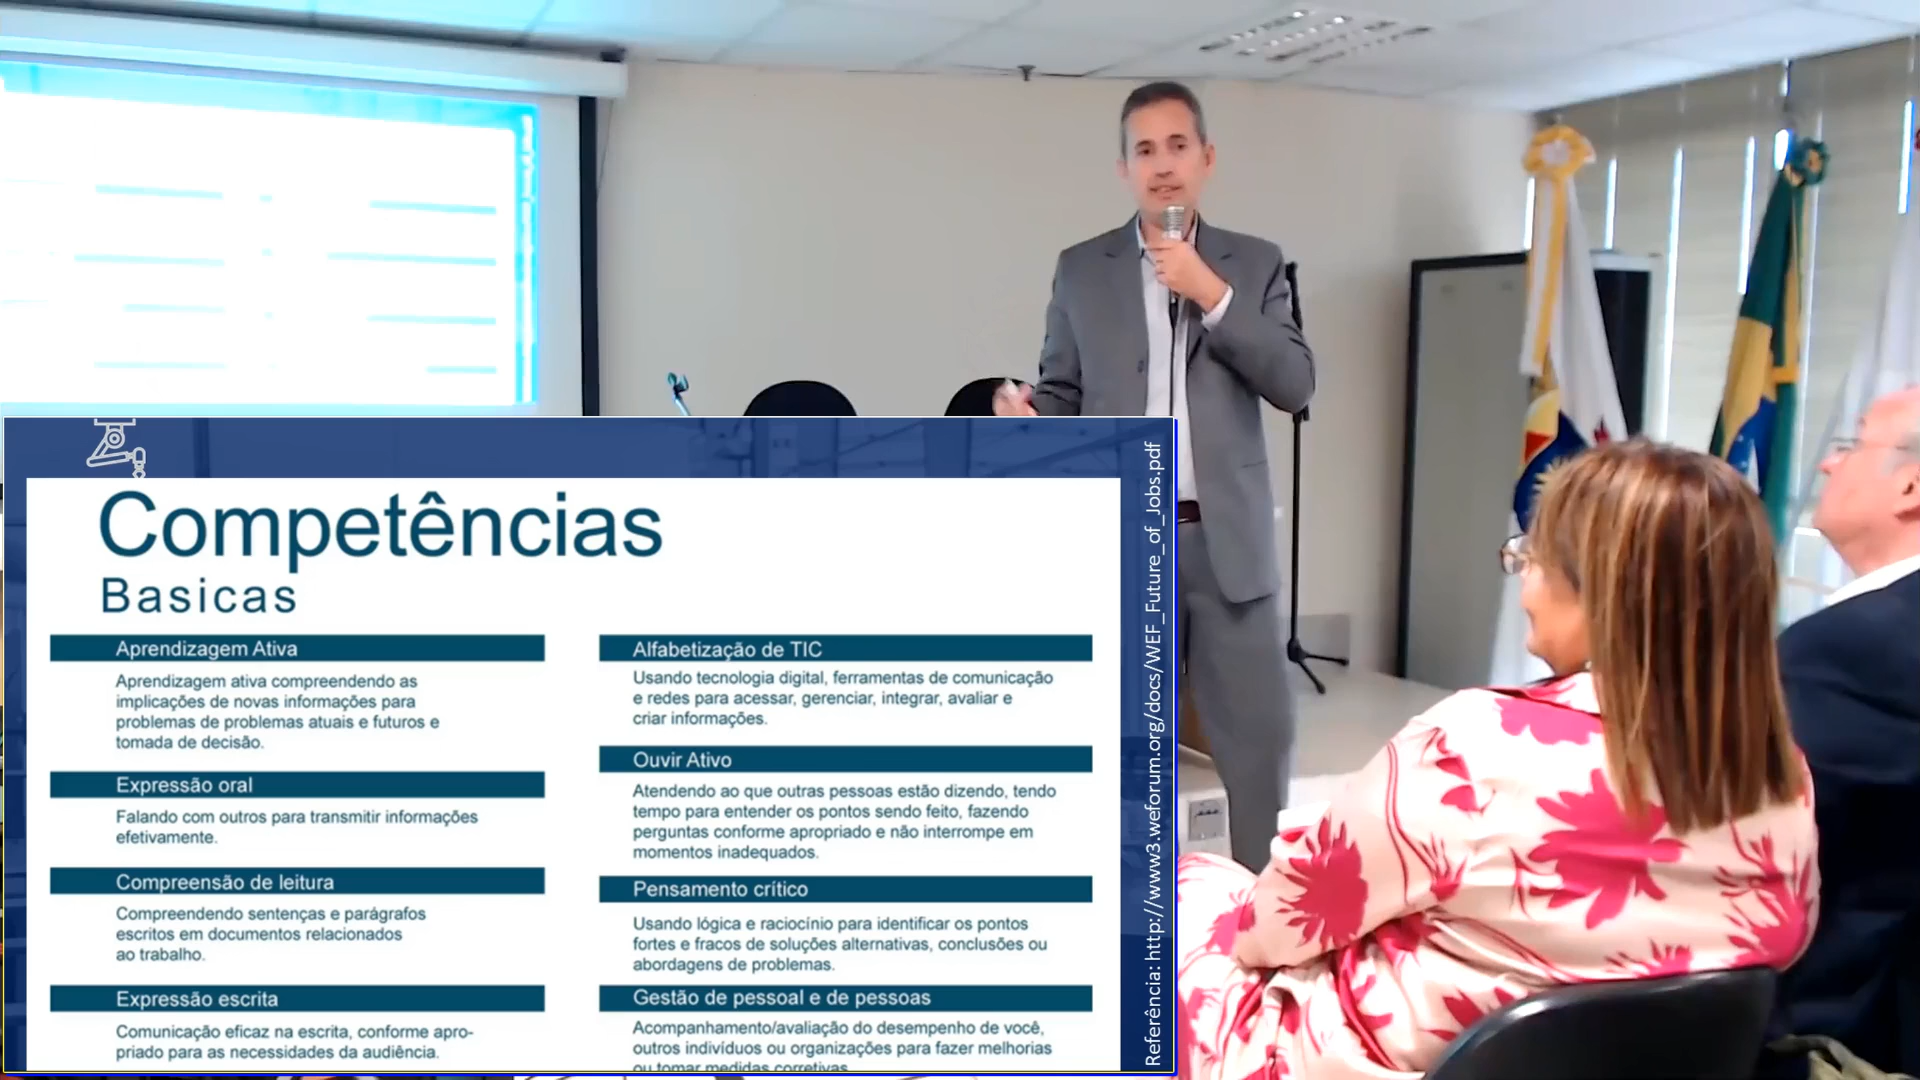 Competências
Basicas
Aprendizagem Ativa
Aprendizagem ativa compreendendo as
implicações de novas informações para
problemas de problemas atuais e futuros e
tomada de decisão.
Expressão oral
Falando com outros para transmitir informações
efetivamente.
Compreensão de leitura
Compreendendo sentenças e parágrafos
escritos em documentos relacionados
ao trabalho.
Expressão escrita
Comunicação eficaz na escrita, conforme apro-
priado para as necessidades da audiência.
Alfabetização de TIC
Usando tecnologia digital, ferramentas de comunicação
e redes para acessar, gerenciar, integrar, avaliar e
criar informações.
Ouvir Ativo
Atendendo ao que outras pessoas estão dizendo, tendo
tempo para entender os pontos sendo feito, fazendo
perguntas conforme apropriado e não interrompe em
momentos inadequados.
Pensamento crítico
Usando lógica e raciocínio para identificar os pontos
fortes e fracos de soluções alternativas, conclusões ou
abordagens de problemas.
Gestão de pessoal e de pessoas
Acompanhamento/avaliação do desempenho de você,
outros indivíduos ou organizações para fazer melhorias
ou tomar medidas corretivas.
Referência: http://www3.weforum.org/docs/WEF_Future_of_Jobs.pdf